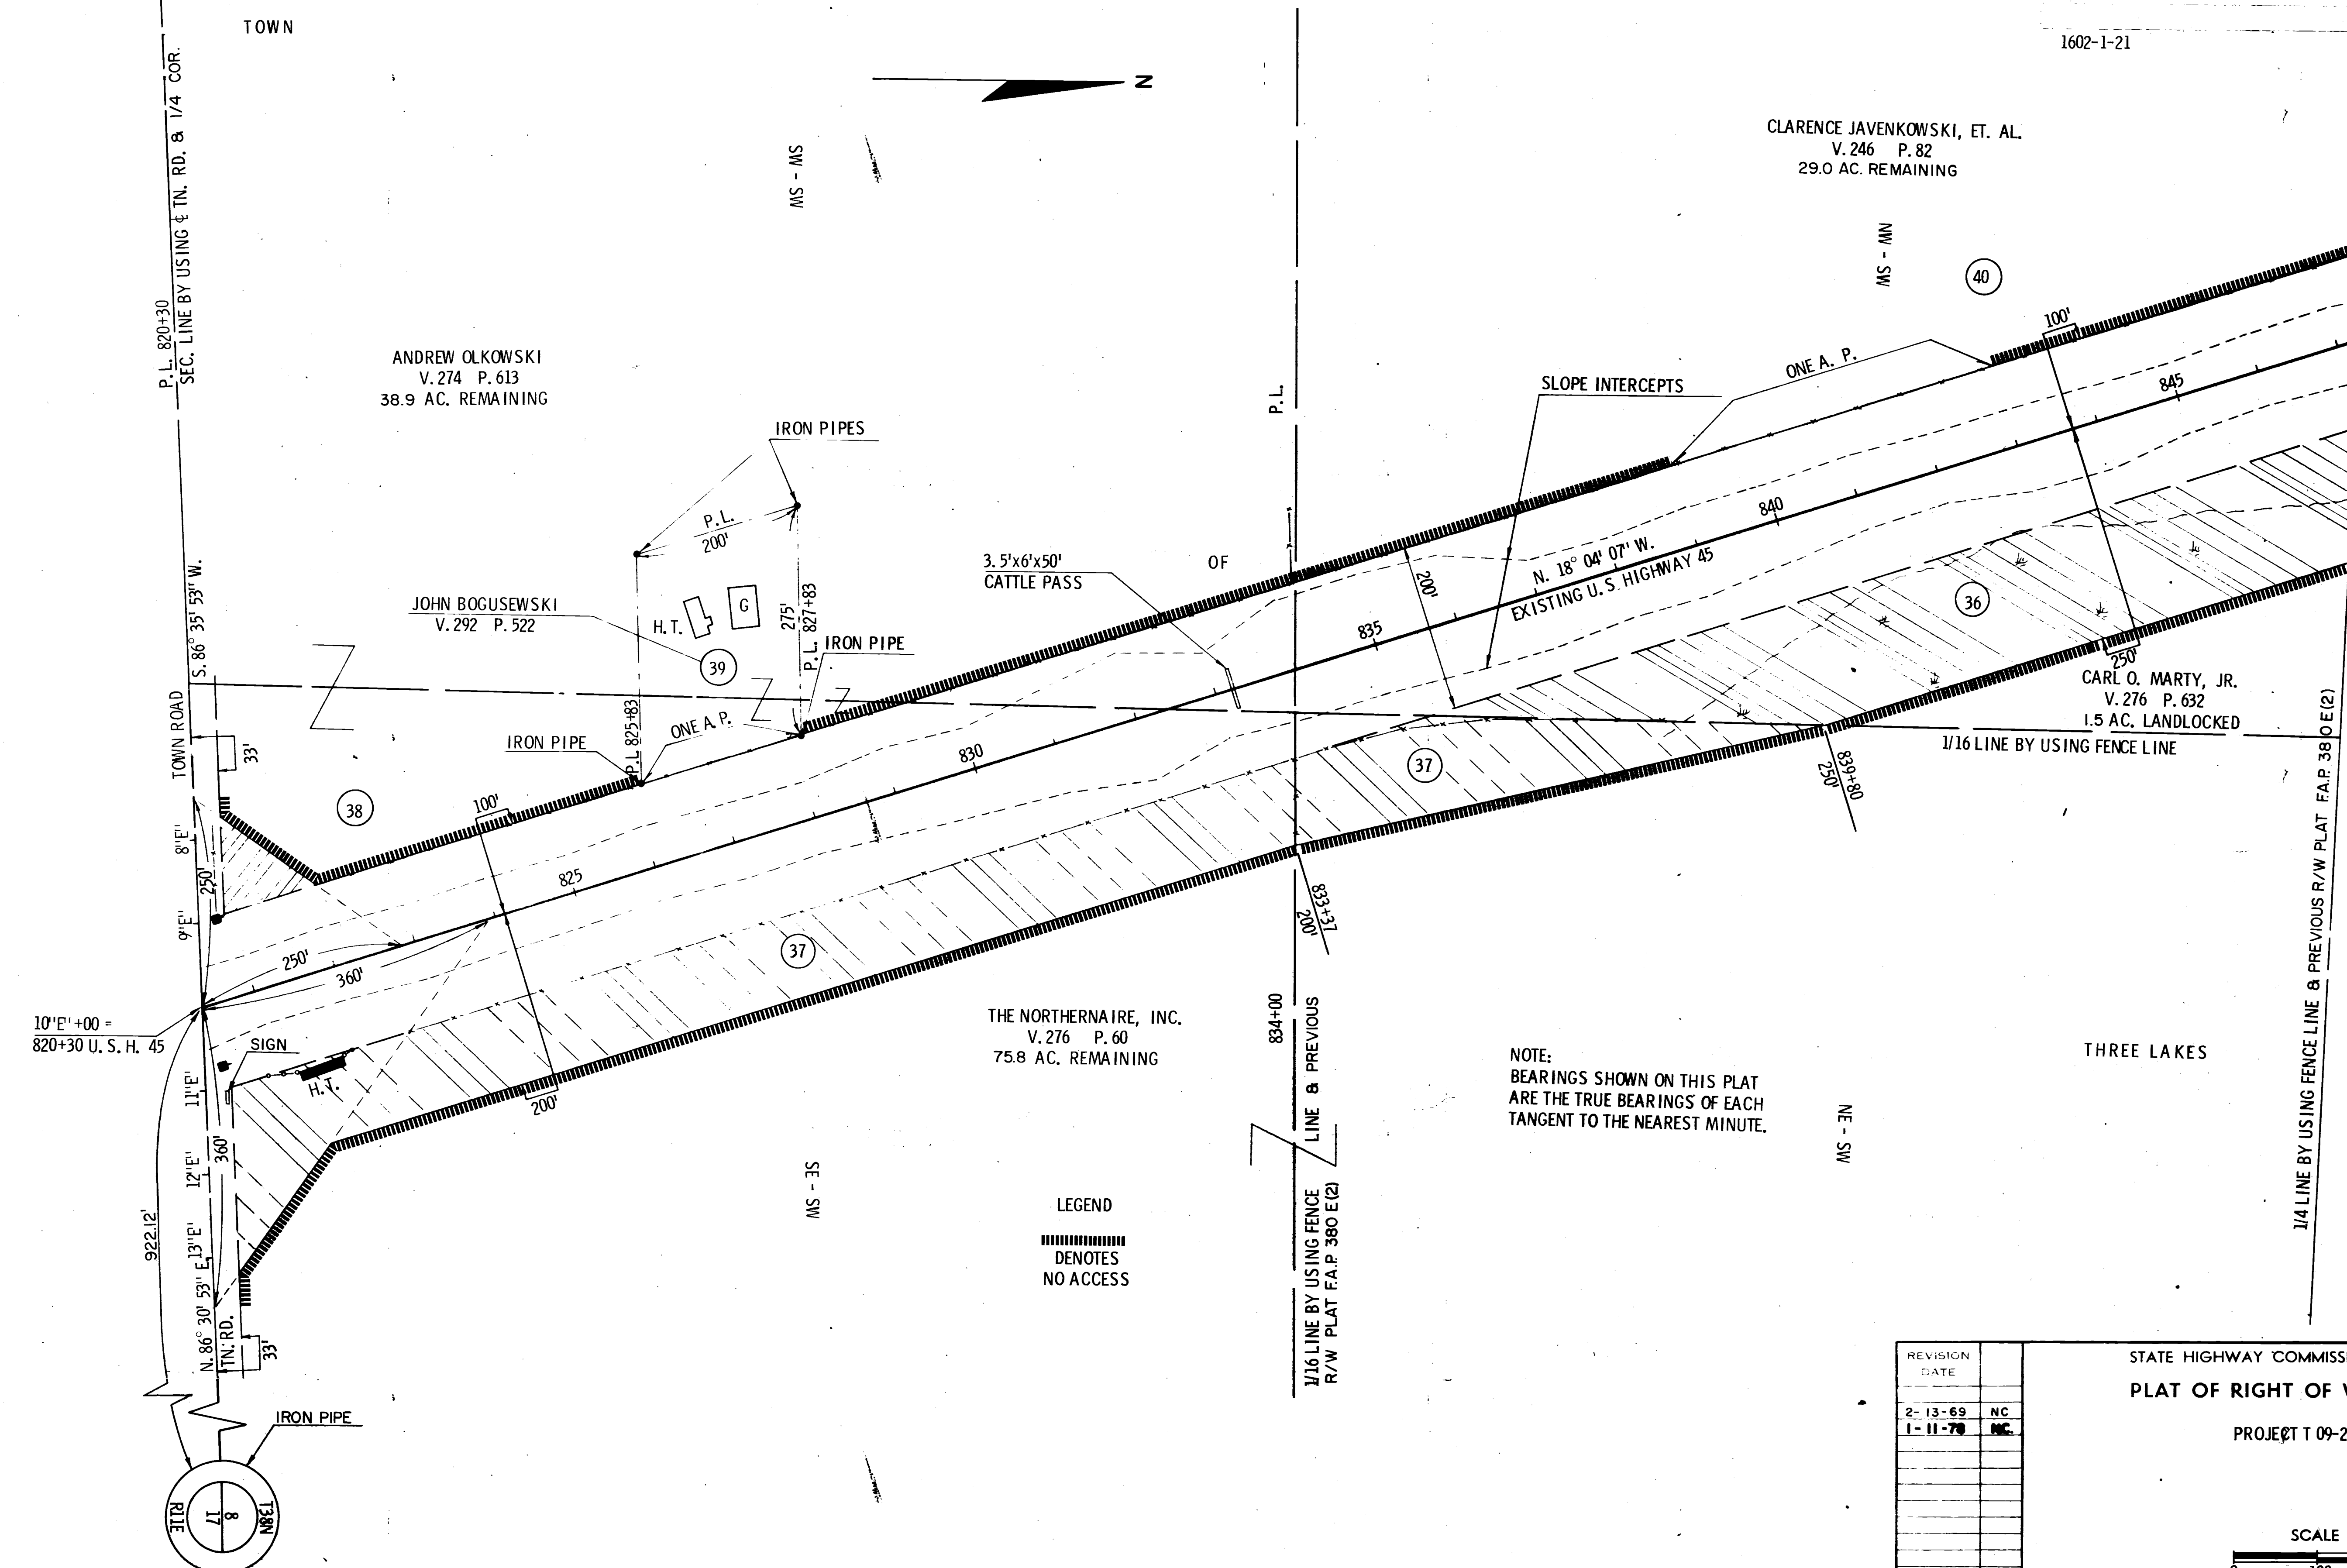 TOWN
1602-1-21
N
P.L. 820+30
SEC. LINE BY USING ℄ TN. RD. & 1/4 COR.
SW - SW
CLARENCE JAVENKOWSKI, ET. AL.
V. 246 P. 82
29.0 AC. REMAINING
NW - SW
40
100'
845
ANDREW OLKOWSKI
V. 274 P. 613
38.9 AC. REMAINING
P.L.
ONE A. P.
SLOPE INTERCEPTS
IRON PIPES
P.L.
200'
840
3.5'x6'x50'
CATTLE PASS
OF
N. 18° 04' 07" W.
EXISTING U.S. HIGHWAY 45
200'
835
36
JOHN BOGUSEWSKI
V. 292 P. 522
H.T.
G
275'
P.L. 827+83
IRON PIPE
39
S. 86° 35' 53" W.
TOWN ROAD
33'
P.L 825+83
ONE A. P.
IRON PIPE
830
250'
CARL O. MARTY, JR.
V. 276 P. 632
1.5 AC. LANDLOCKED
1/16 LINE BY USING FENCE LINE
37
839+80
250'
38
100'
8"E"
250'
9"E"
825
833+37
200'
37
250'
360'
10"E"+00 =
820+30 U. S. H. 45
SIGN
H.T.
11"E"
200'
THE NORTHERNAIRE, INC.
V. 276 P. 60
75.8 AC. REMAINING
834+00
1/16 LINE BY USING FENCE LINE & PREVIOUS
R/W PLAT F.A.P. 380 E(2)
NOTE:
BEARINGS SHOWN ON THIS PLAT
ARE THE TRUE BEARINGS OF EACH
TANGENT TO THE NEAREST MINUTE.
THREE LAKES
NE - SW
1/4 LINE BY USING FENCE LINE & PREVIOUS R/W PLAT F.A.P. 380 E(2)
360'
12"E"
SE - SW
LEGEND
DENOTES
NO ACCESS
922.12'
13"E"
N. 86° 30' 53" E.
TN. RD.
33'
IRON PIPE
T38N
8
17
R11E
REVISION
DATE
2-13-69 NC
1-11-70 NC.
STATE HIGHWAY COMMISS
PLAT OF RIGHT OF
PROJECT T 09-2
SCALE